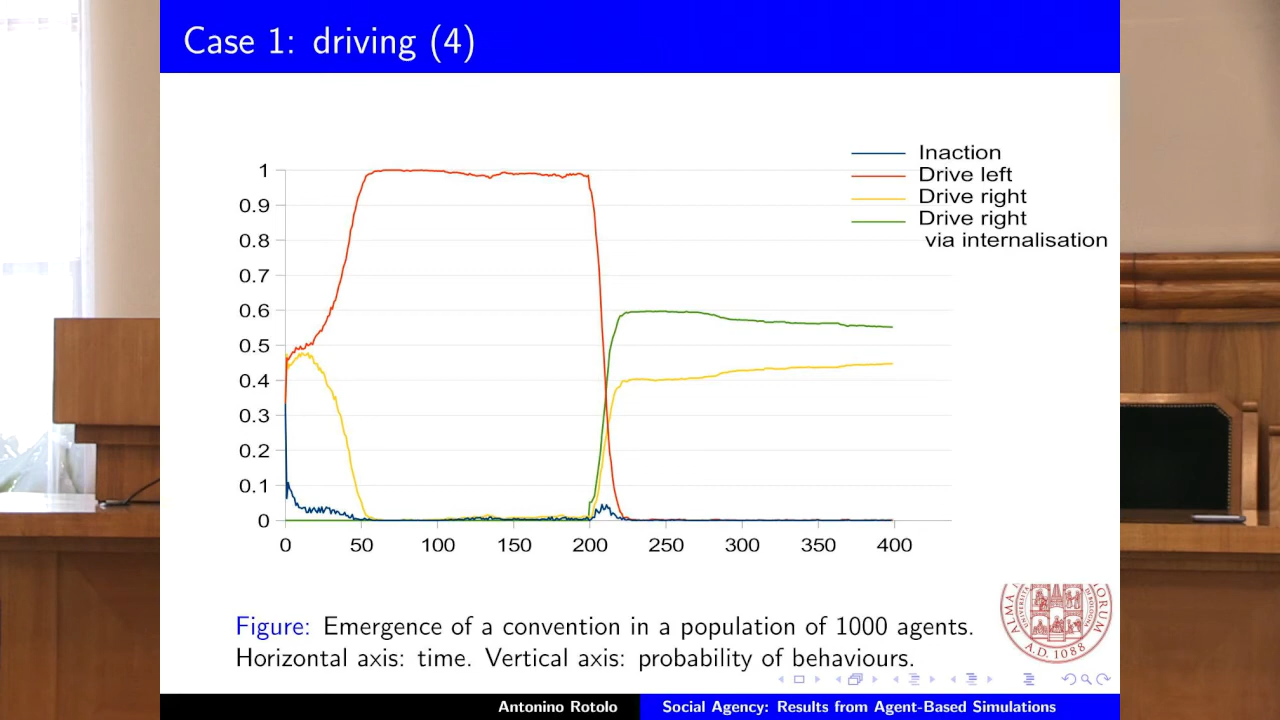 Case 1: driving (4)
Inaction
Drive left
Drive right
Drive right
via internalisation
1
0.9
0.8
0.7
0.6
0.5
0.4
0.3
0.2
0.1
0
0 50 100 150 200 250 300 350 400
Figure: Emergence of a convention in a population of 1000 agents.
Horizontal axis: time. Vertical axis: probability of behaviours.
ALMA
ORUM
A.D. 1088
Antonino Rotolo Social Agency: Results from Agent-Based Simulations